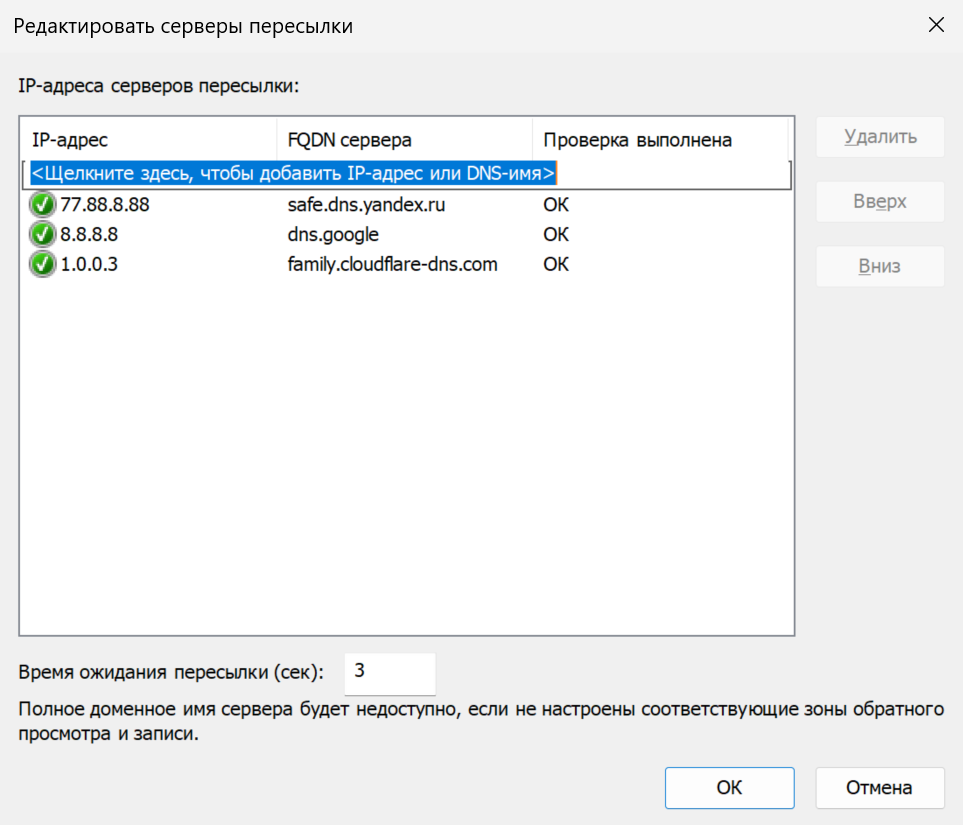 Редактировать серверы пересылки
IP-адреса серверов пересылки:
IP-адрес FQDN сервера Проверка выполнена
<Щелкните здесь, чтобы добавить IP-адрес или DNS-имя>
77.88.8.88 safe.dns.yandex.ru OK
8.8.8.8 dns.google OK
1.0.0.3 family.cloudflare-dns.com OK
Удалить
Вверх
Вниз
Время ожидания пересылки (сек): 3
Полное доменное имя сервера будет недоступно, если не настроены соответствующие зоны обратного
просмотра и записи.
ОК Отмена